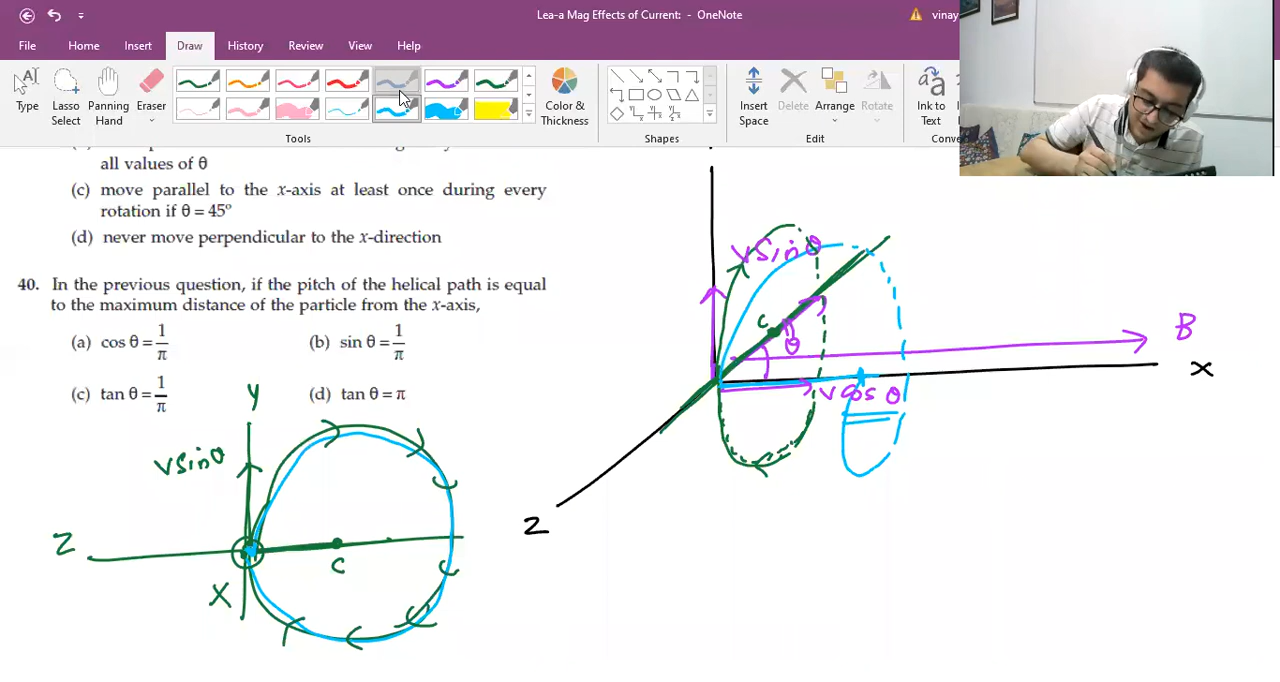 Lea-a Mag Effects of Current: - OneNote
vinay
File Home Insert Draw History Review View Help
Type
Lasso Select
Panning Hand
Eraser
Tools
Color & Thickness
Shapes
Insert Space
Delete
Arrange
Rotate
Edit
Ink to Text
all values of θ
(c) move parallel to the x-axis at least once during every
rotation if θ = 45º
(d) never move perpendicular to the x-direction
40. In the previous question, if the pitch of the helical path is equal
to the maximum distance of the particle from the x-axis,
(a) cos θ = 1/π (b) sin θ = 1/π
(c) tan θ = 1/π (d) tan θ = π
y
vsinθ
Z
X
C
vsinθ
C
θ
B
X
vcosθ
Z